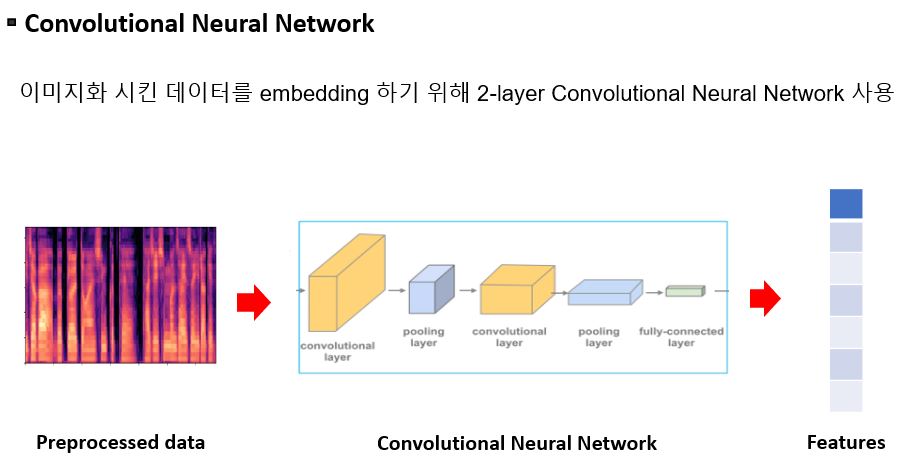 ▪ Convolutional Neural Network
이미지화 시킨 데이터를 embedding 하기 위해 2-layer Convolutional Neural Network 사용
convolutional
layer
pooling
layer
convolutional
layer
pooling
layer
fully-connected
layer
Preprocessed data
Convolutional Neural Network
Features